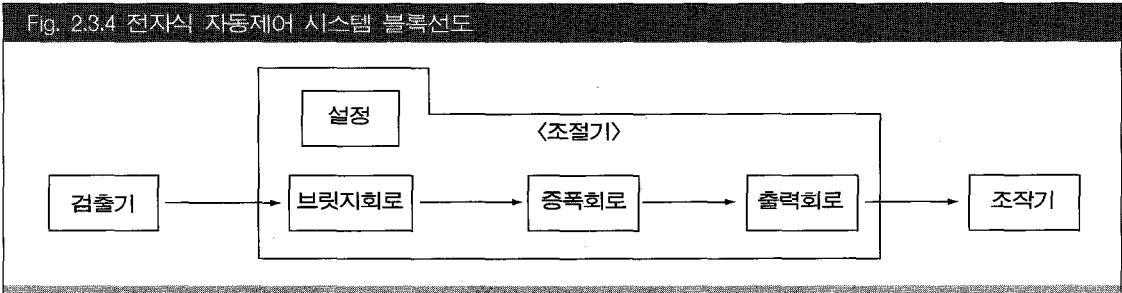 Fig. 2.3.4 전자식 자동제어 시스템 블록선도
설정
〈조절기〉
검출기
브릿지회로
증폭회로
출력회로
조작기